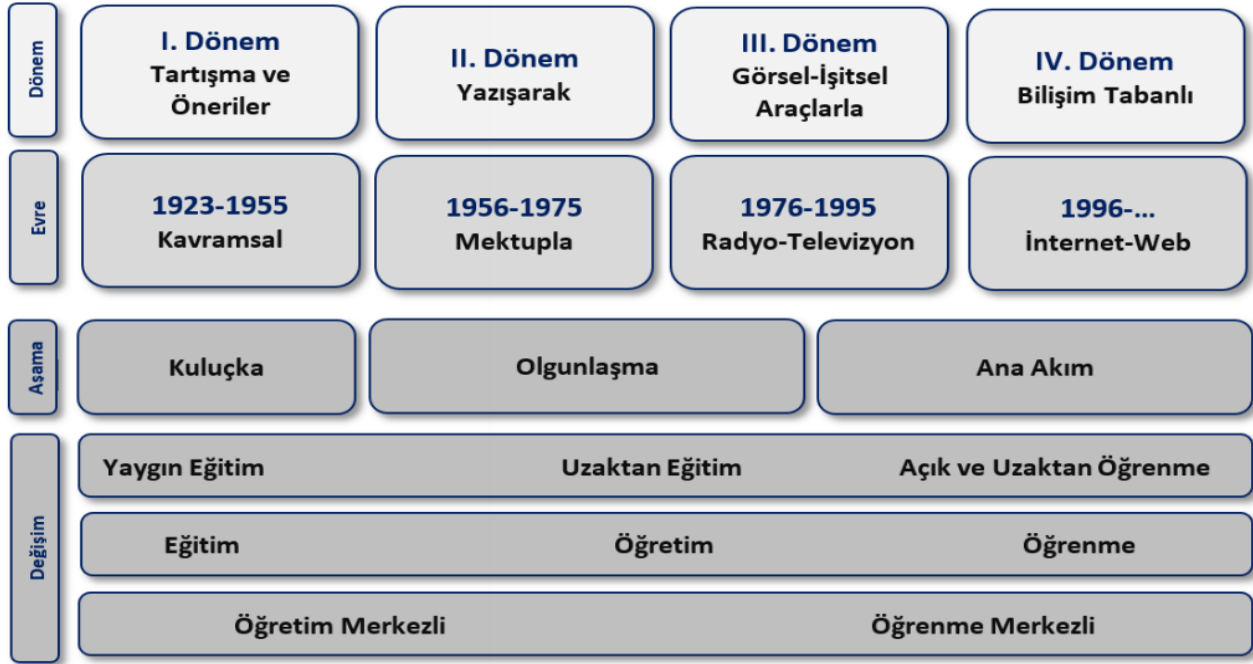 Dönem
I. Dönem
Tartışma ve
Öneriler
II. Dönem
Yazışarak
III. Dönem
Görsel-İşitsel
Araçlarla
IV. Dönem
Bilişim Tabanlı
Evre
1923-1955
Kavramsal
1956-1975
Mektupla
1976-1995
Radyo-Televizyon
1996-...
İnternet-Web
Aşama
Kuluçka
Olgunlaşma
Ana Akım
Değişim
Yaygın Eğitim
Uzaktan Eğitim
Açık ve Uzaktan Öğrenme
Eğitim
Öğretim
Öğrenme
Öğretim Merkezli
Öğrenme Merkezli